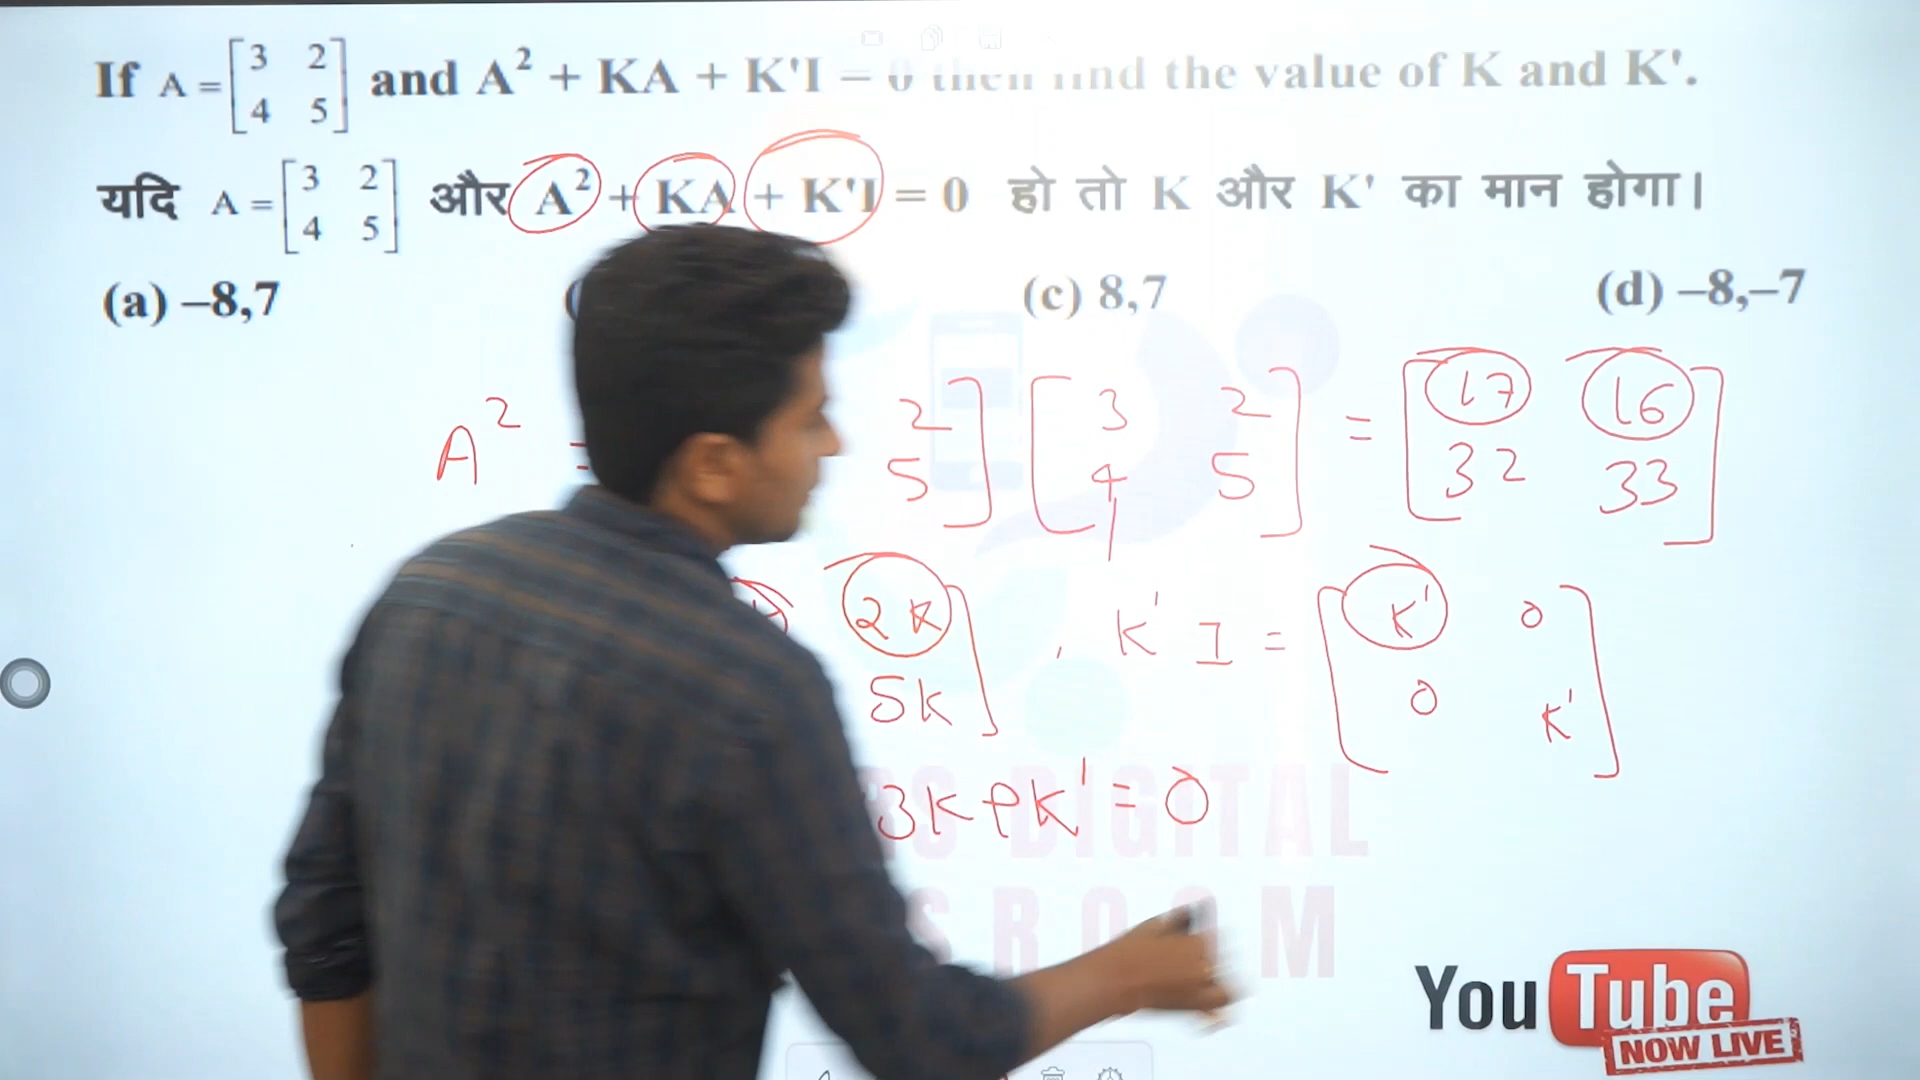 If A = [3 2 4 5] and A² + KA + K'I = 0 then find the value of K and K'.
यदि A = [3 2 4 5] और A² + KA + K'I = 0 हो तो K और K' का मान होगा।
(a) –8,7 (c) 8,7 (d) –8,–7
A² = 2 5 ] [ 3 2 4 5 ] = [ 17 16 32 33 ]
2K 5K ] , K' I = [ K' 0 0 K' ]
3K + K' = 0
DIGITAL
ROOM
YouTube
NOW LIVE